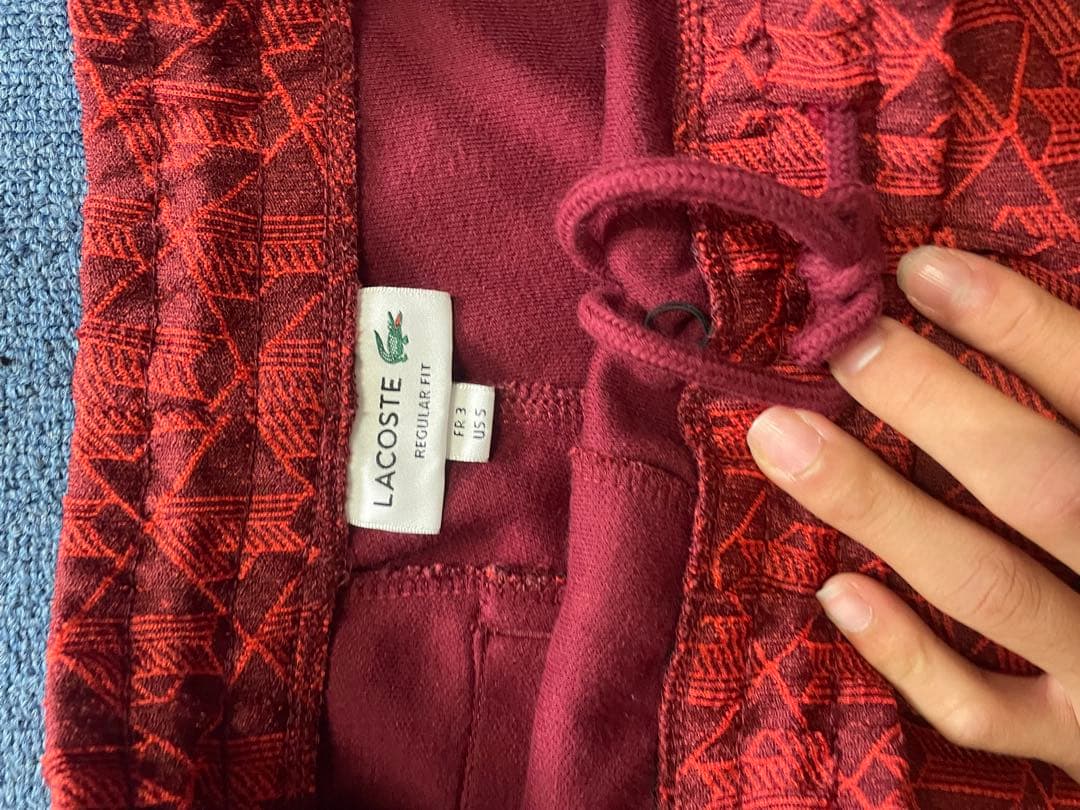 LACOSTE
REGULAR FIT
FR 3
US S